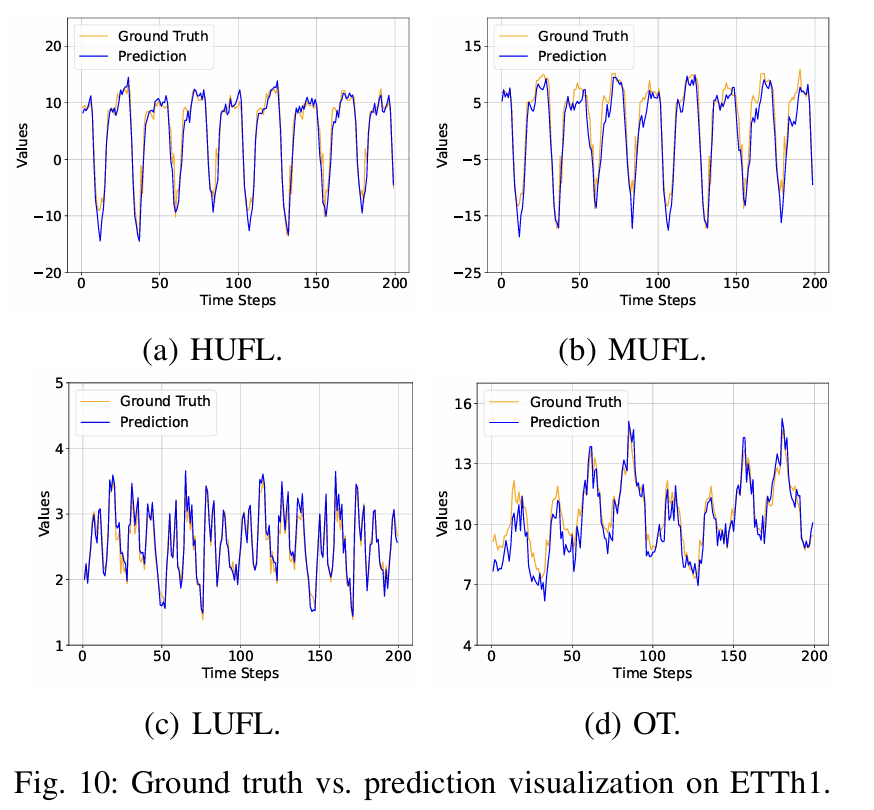 Ground Truth
Prediction
20
10
0
−10
−20
Values
0 50 100 150 200
Time Steps
(a) HUFL.
Ground Truth
Prediction
15
5
−5
−15
−25
Values
0 50 100 150 200
Time Steps
(b) MUFL.
Ground Truth
Prediction
5
4
3
2
1
Values
0 50 100 150 200
Time Steps
(c) LUFL.
Ground Truth
Prediction
16
13
10
7
4
Values
0 50 100 150 200
Time Steps
(d) OT.
Fig. 10: Ground truth vs. prediction visualization on ETTh1.